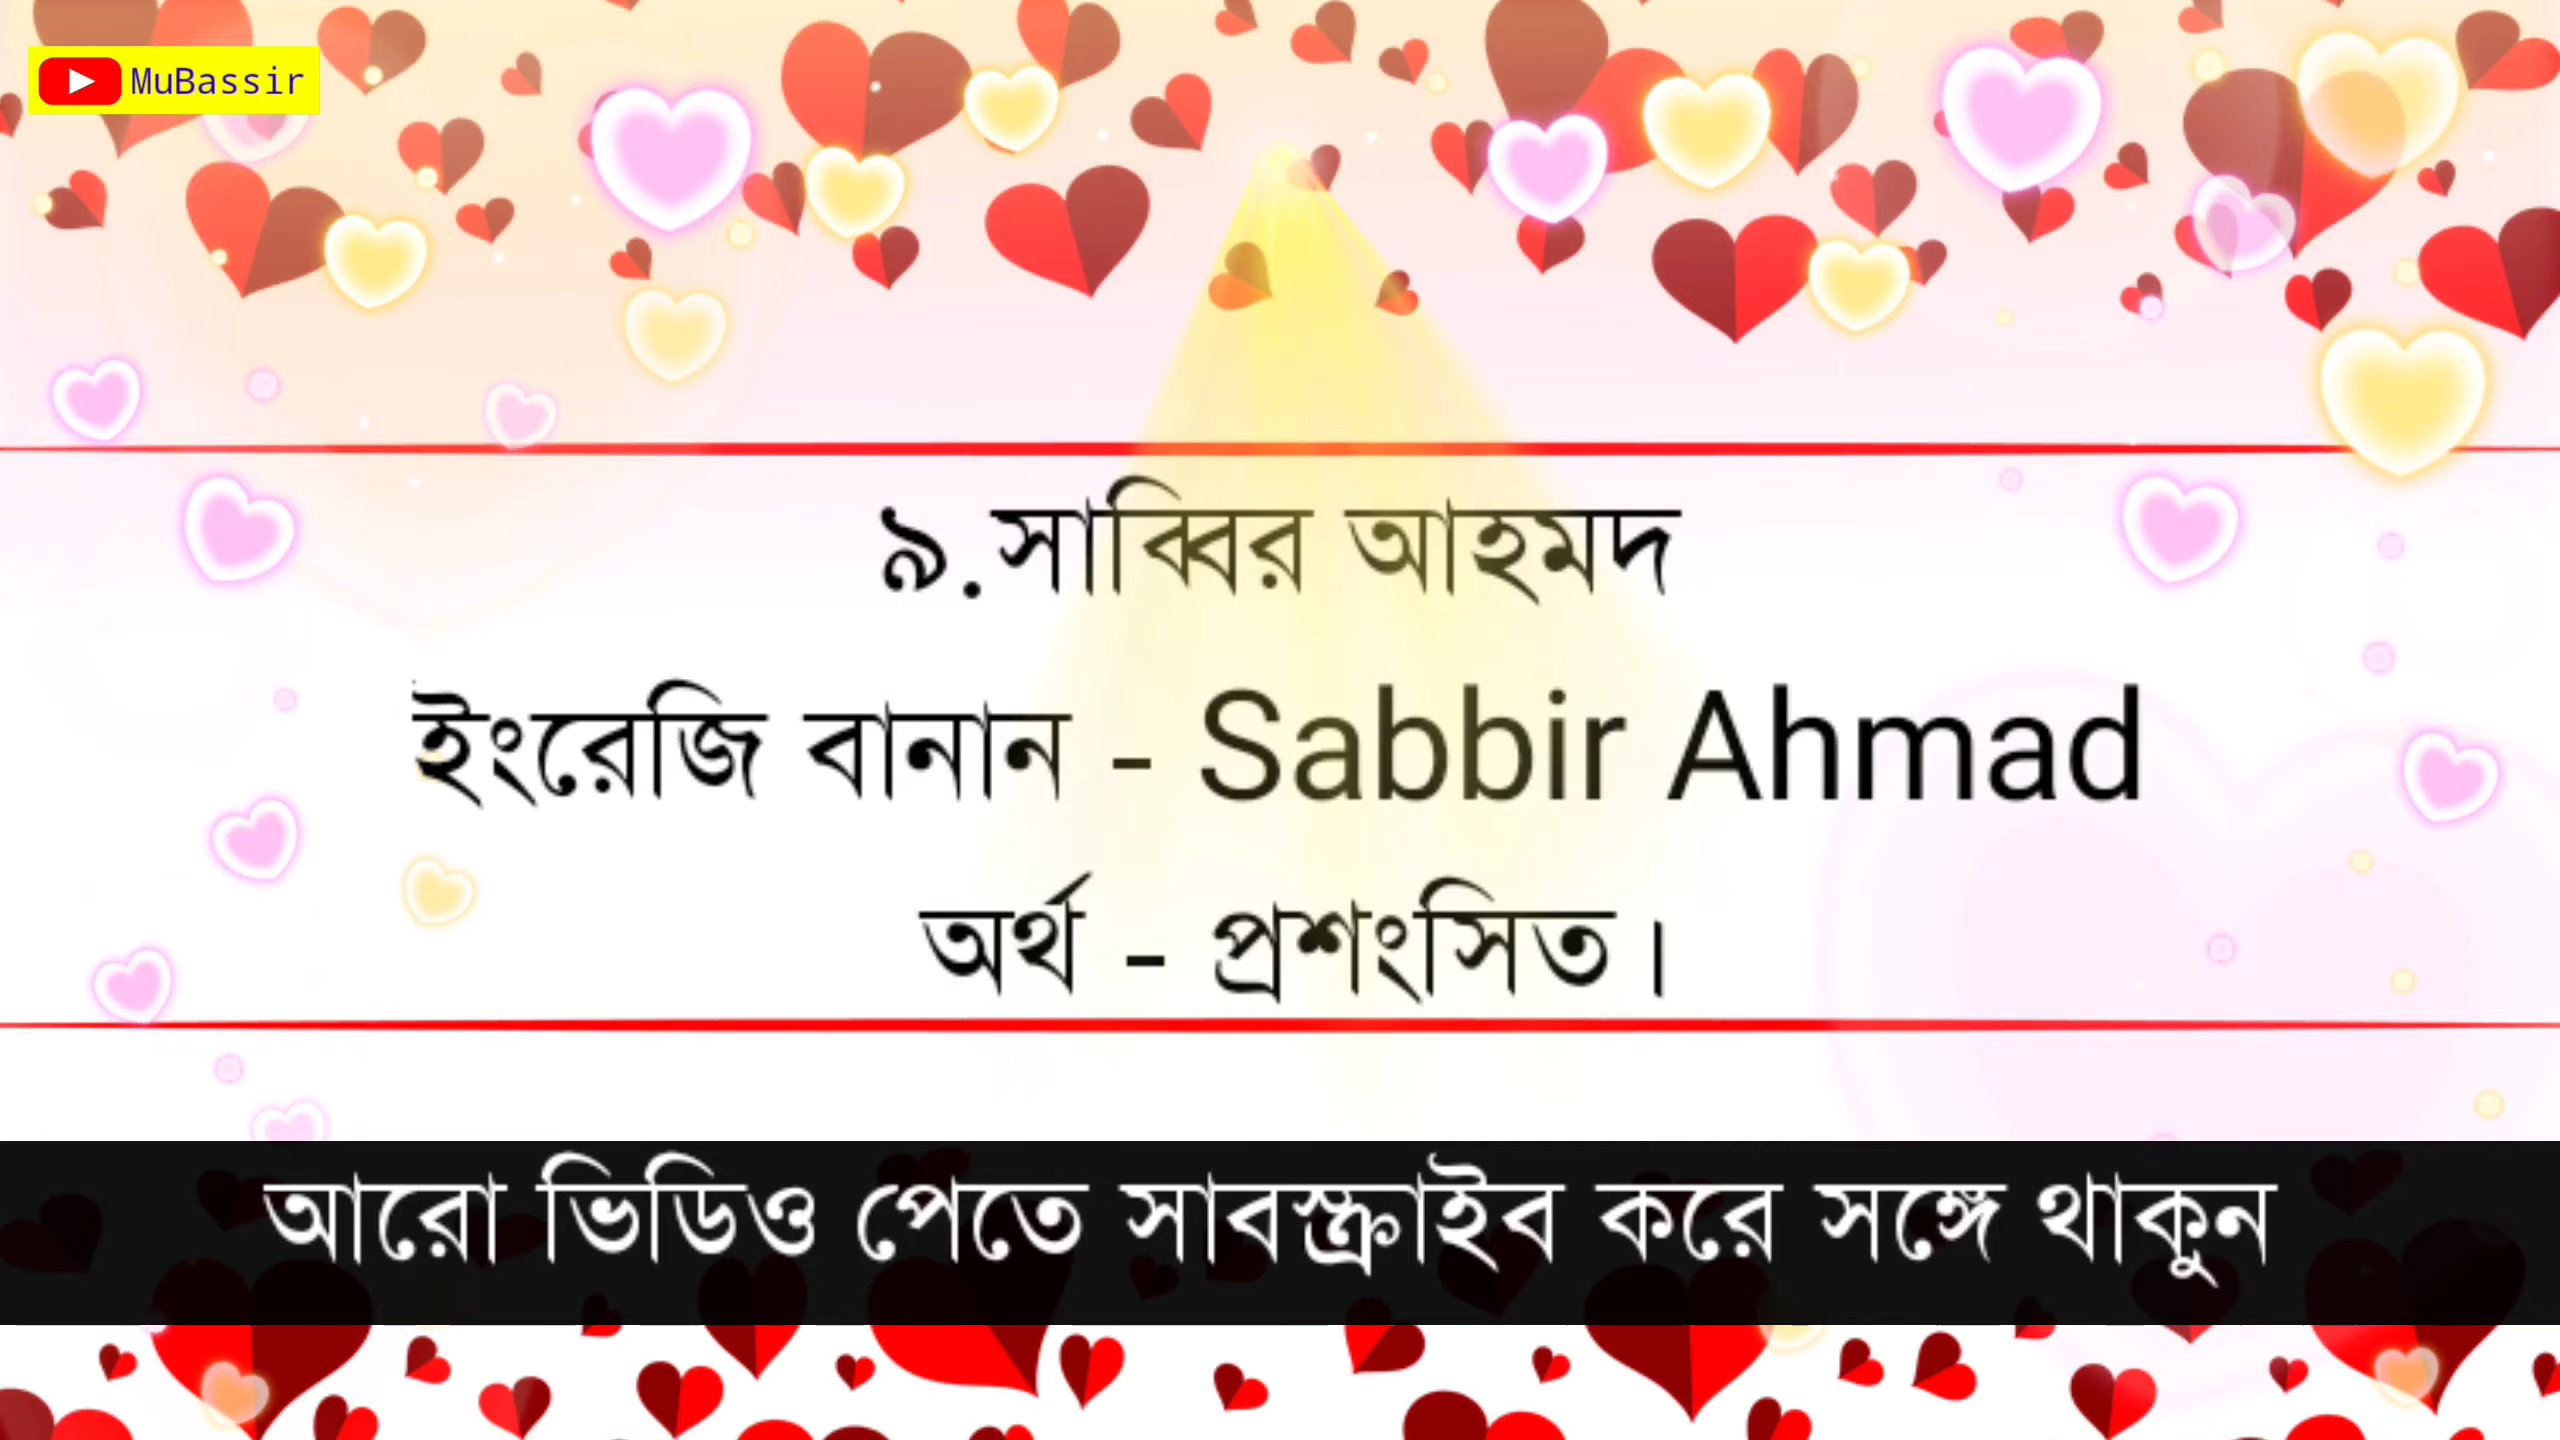 MuBassir
৯.সাব্বির আহমদ
ইংরেজি বানান - Sabbir Ahmad
অর্থ - প্রশংসিত।
আরো ভিডিও পেতে সাবস্ক্রাইব করে সঙ্গে থাকুন